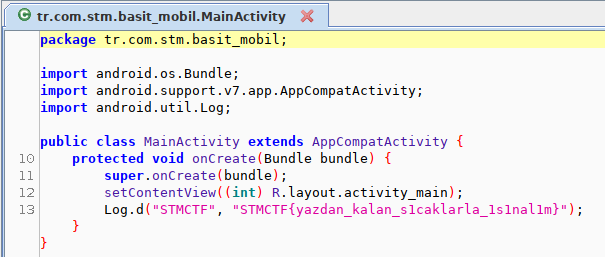 tr.com.stm.basit_mobil.MainActivity
package tr.com.stm.basit_mobil;
import android.os.Bundle;
import android.support.v7.app.AppCompatActivity;
import android.util.Log;
public class MainActivity extends AppCompatActivity {
10 protected void onCreate(Bundle bundle) {
11 super.onCreate(bundle);
12 setContentView((int) R.layout.activity_main);
13 Log.d("STMCTF", "STMCTF{yazdan_kalan_s1caklarla_1s1nal1m}");
}
}